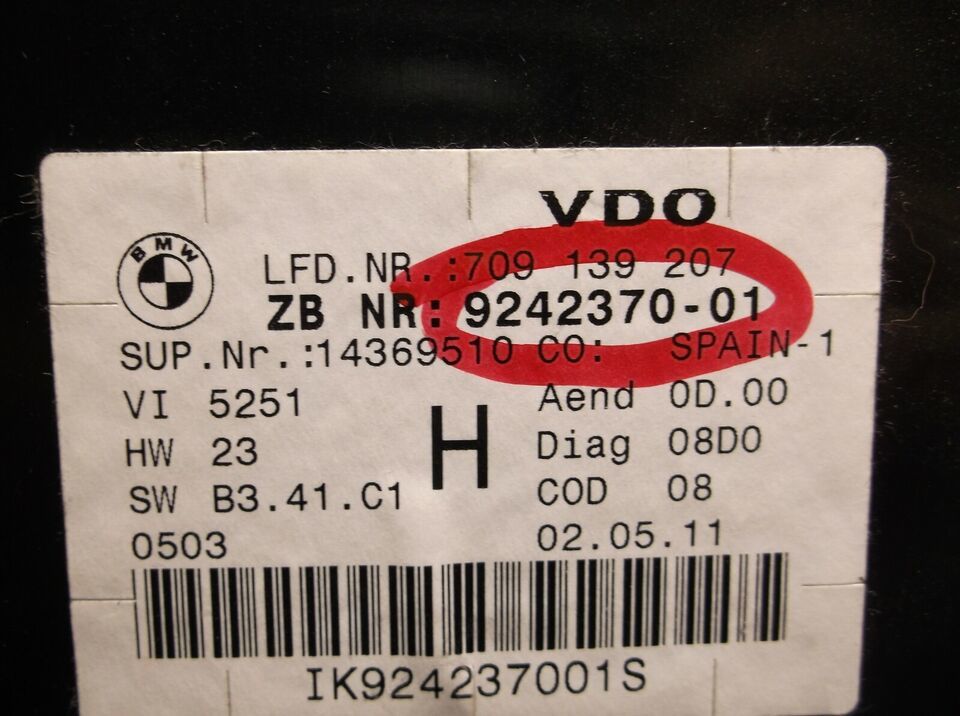 VDO
BMW
LFD.NR.:709 139 207
ZB NR:9242370-01
SUP.Nr.:14369510 CO: SPAIN-1
VI 5251
Aend 0D.00
HW 23
H
Diag 08D0
SW B3.41.C1
COD 08
0503
02.05.11
IK924237001S